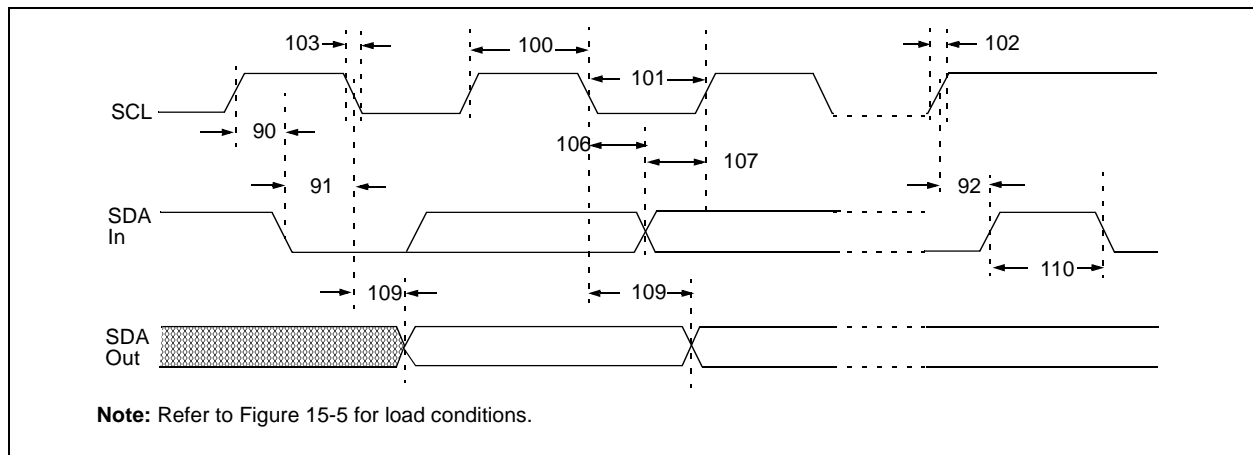 103
100
102
101
SCL
90
106
107
91
92
SDA
In
109
109
110
SDA
Out
Note: Refer to Figure 15-5 for load conditions.